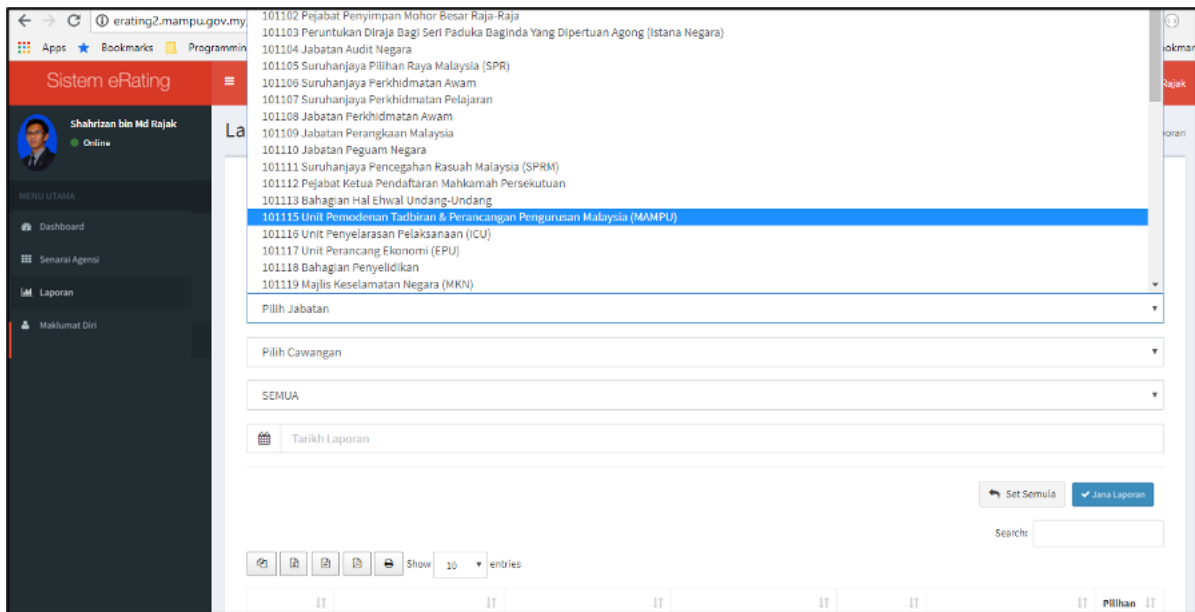 erating2.mampu.gov.my
Apps Bookmarks Programmin
Sistem eRating
Rajak
Shahrizan bin Md Rajak
Online
MENU UTAMA
Dashboard
Senarai Agensi
Laporan
Maklumat Diri
La
101102 Pejabat Penyimpan Mohor Besar Raja-Raja
101103 Peruntukan Diraja Bagi Seri Paduka Baginda Yang Dipertuan Agong (Istana Negara)
101104 Jabatan Audit Negara
101105 Suruhanjaya Pilihan Raya Malaysia (SPR)
101106 Suruhanjaya Perkhidmatan Awam
101107 Suruhanjaya Perkhidmatan Pelajaran
101108 Jabatan Perkhidmatan Awam
101109 Jabatan Perangkaan Malaysia
101110 Jabatan Peguam Negara
101111 Suruhanjaya Pencegahan Rasuah Malaysia (SPRM)
101112 Pejabat Ketua Pendaftaran Mahkamah Persekutuan
101113 Bahagian Hal Ehwal Undang-Undang
101115 Unit Pemodenan Tadbiran & Perancangan Pengurusan Malaysia (MAMPU)
101116 Unit Penyelarasan Pelaksanaan (ICU)
101117 Unit Perancang Ekonomi (EPU)
101118 Bahagian Penyelidikan
101119 Majlis Keselamatan Negara (MKN)
Pilih Jabatan
Pilih Cawangan
SEMUA
Tarikh Laporan
Set Semula
Jana Laporan
Search:
Show 10 entries
Pilihan